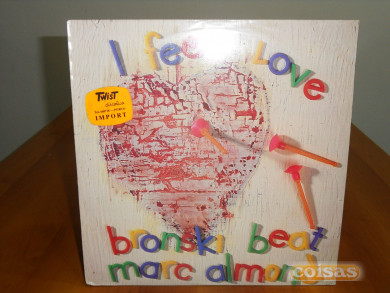 I feel Love
TWIST
IMPORT
bronski beat
marc almond
coisas